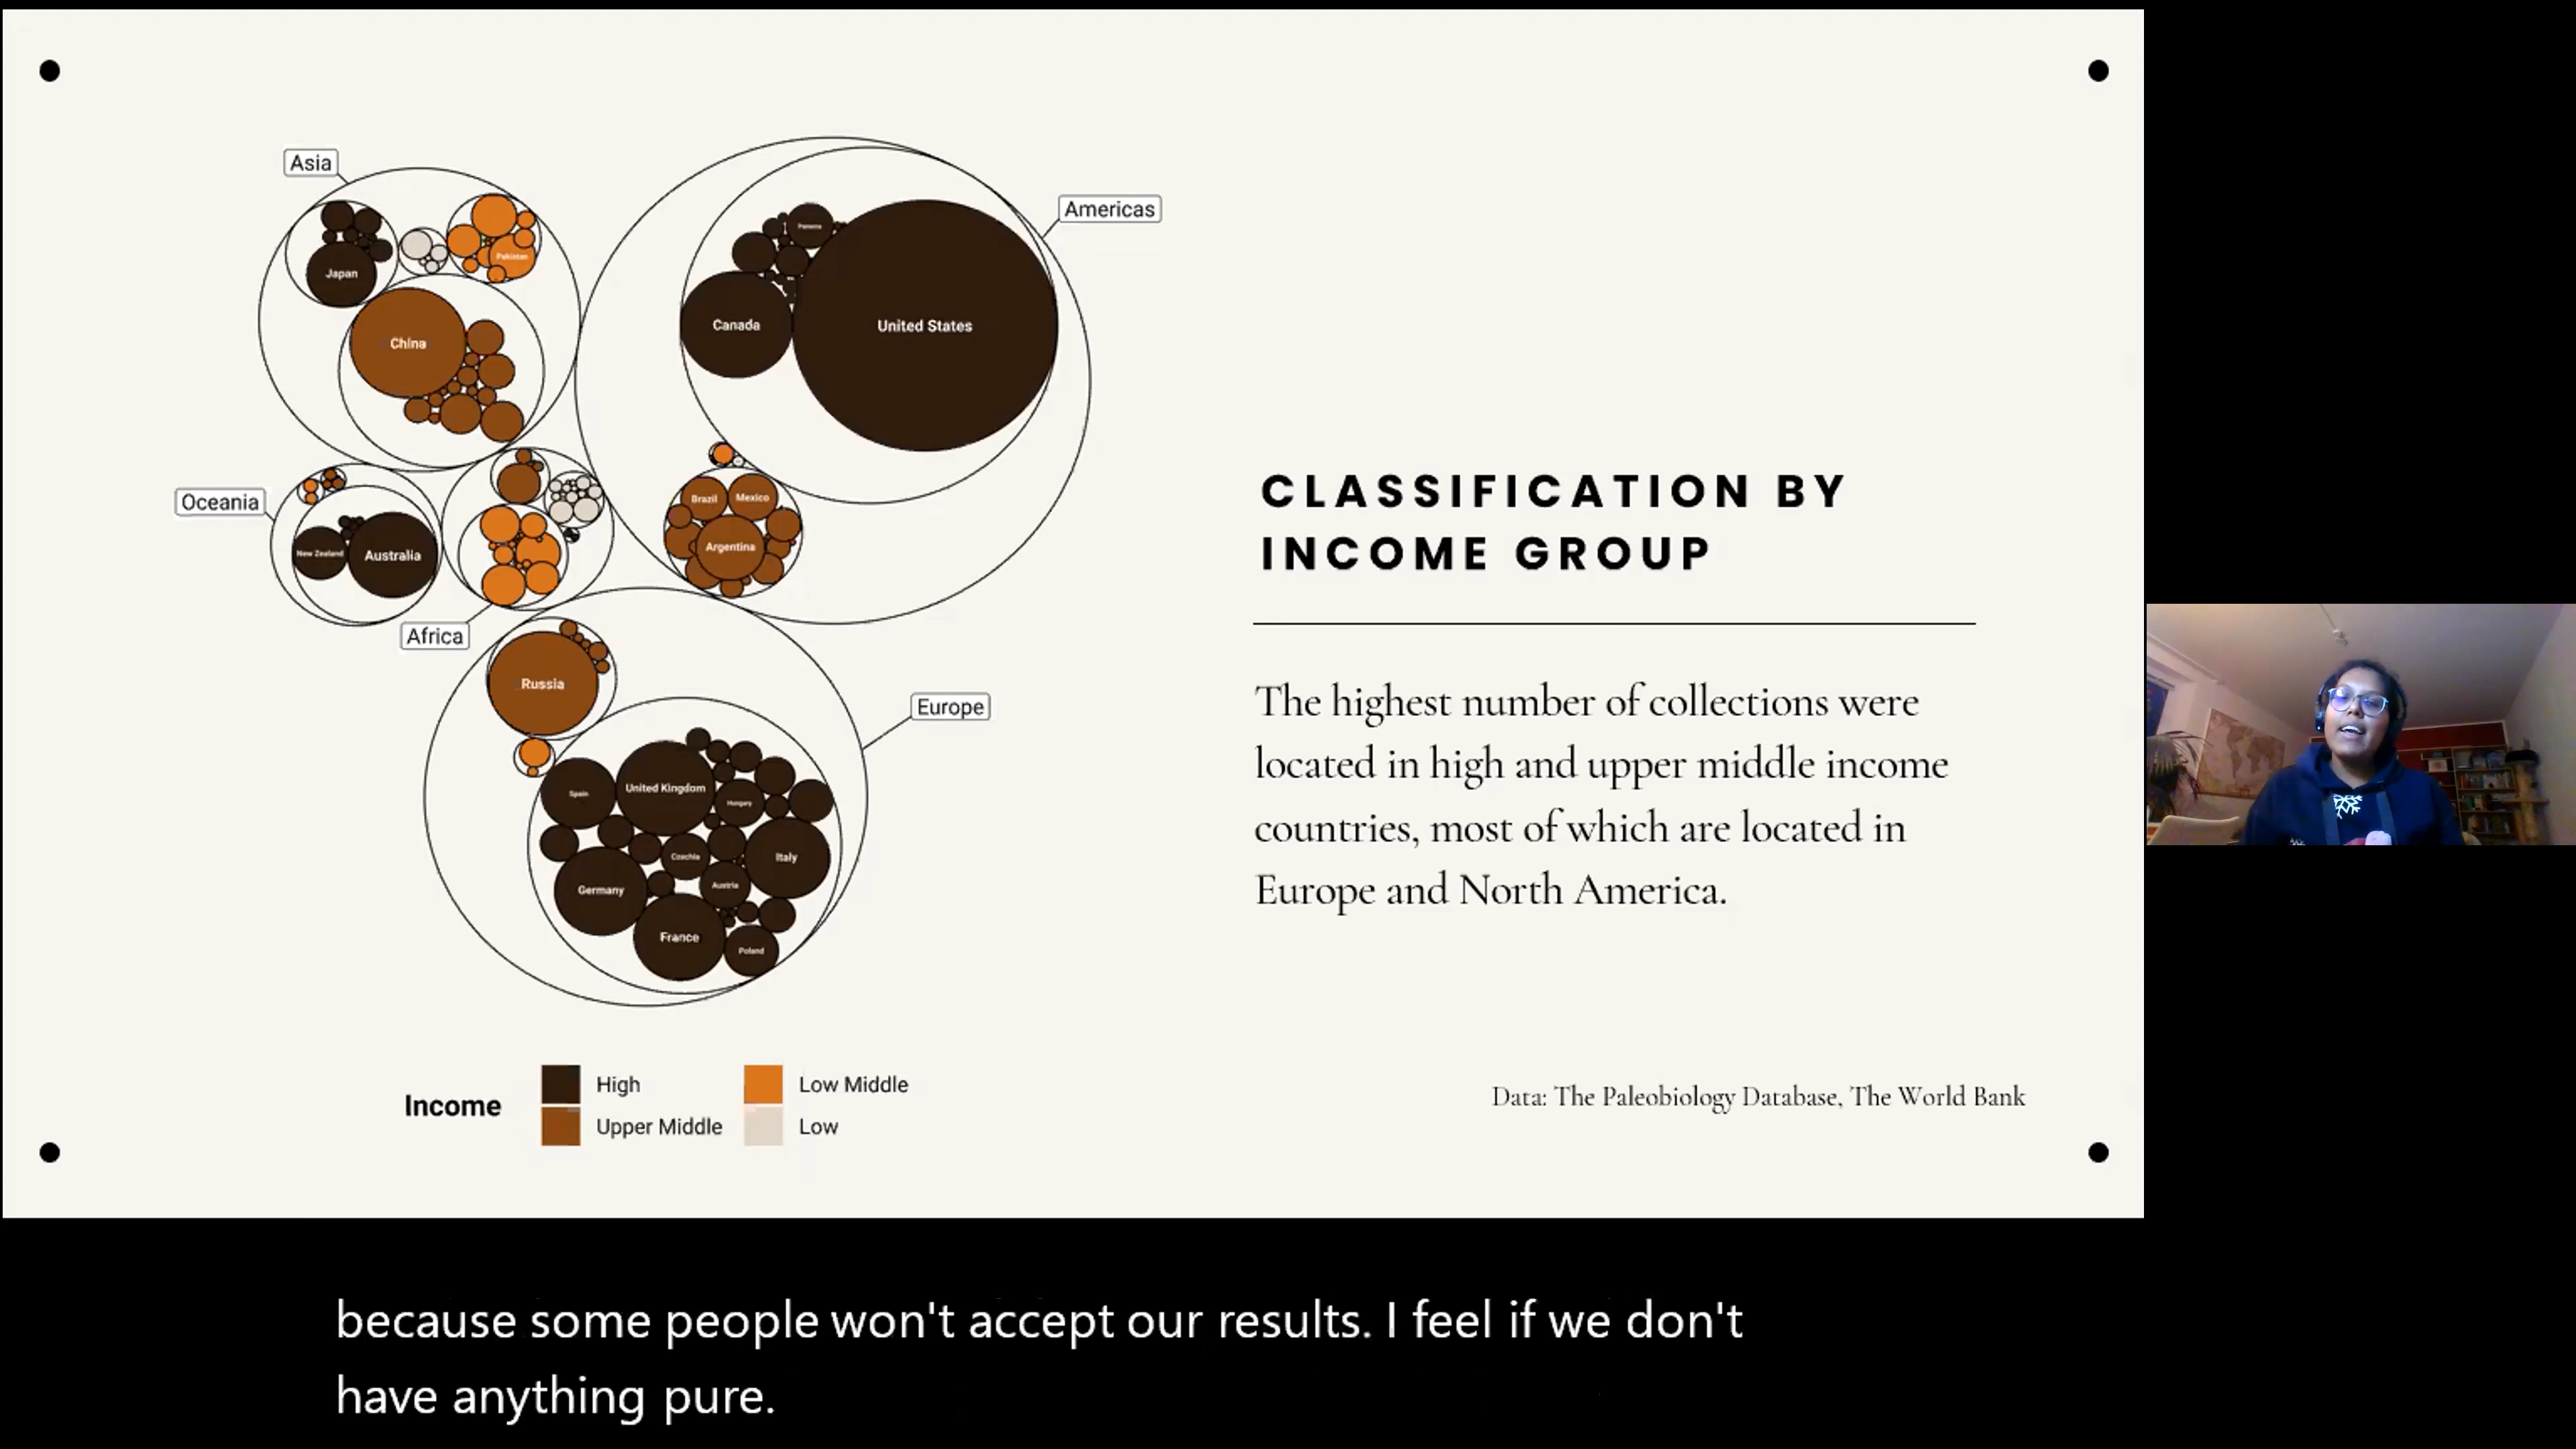 Asia
Americas
Japan
Pakistan
Panama
China
Canada
United States
Oceania
New Zealand
Australia
Brazil
Mexico
Argentina
Africa
Russia
Europe
Spain
United Kingdom
Hungary
Czechia
Italy
Germany
Austria
France
Poland
Income
High
Low Middle
Upper Middle
Low
CLASSIFICATION BY
INCOME GROUP
The highest number of collections were
located in high and upper middle income
countries, most of which are located in
Europe and North America.
Data: The Paleobiology Database, The World Bank
because some people won't accept our results. I feel if we don't
have anything pure.